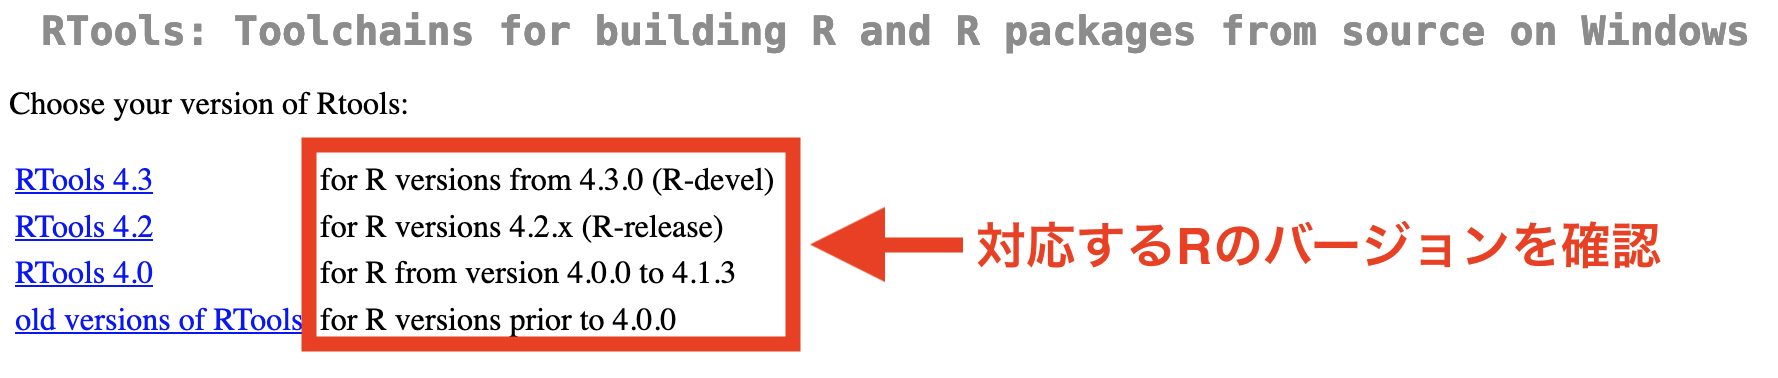 RTools: Toolchains for building R and R packages from source on Windows
Choose your version of Rtools:
RTools 4.3 for R versions from 4.3.0 (R-devel)
RTools 4.2 for R versions 4.2.x (R-release)
RTools 4.0 for R from version 4.0.0 to 4.1.3
old versions of RTools for R versions prior to 4.0.0
対応するRのバージョンを確認